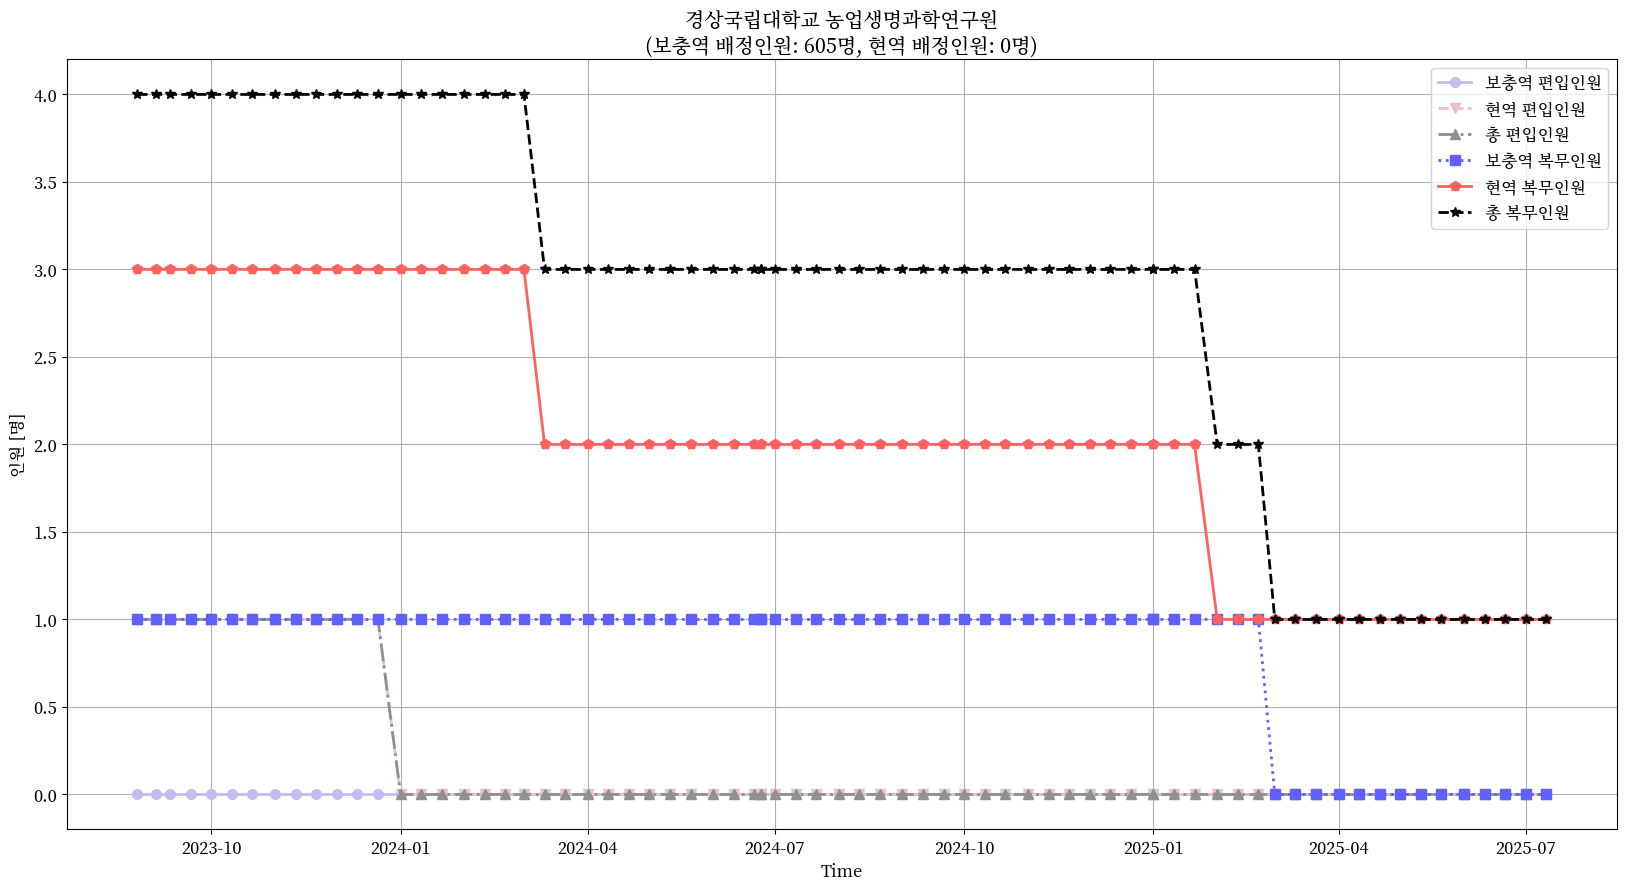 경상국립대학교 농업생명과학연구원
(보충역 배정인원: 605명, 현역 배정인원: 0명)
보충역 편입인원
현역 편입인원
총 편입인원
보충역 복무인원
현역 복무인원
총 복무인원
인원 [명]
4.0
3.5
3.0
2.5
2.0
1.5
1.0
0.5
0.0
2023-10
2024-01
2024-04
2024-07
2024-10
2025-01
2025-04
2025-07
Time